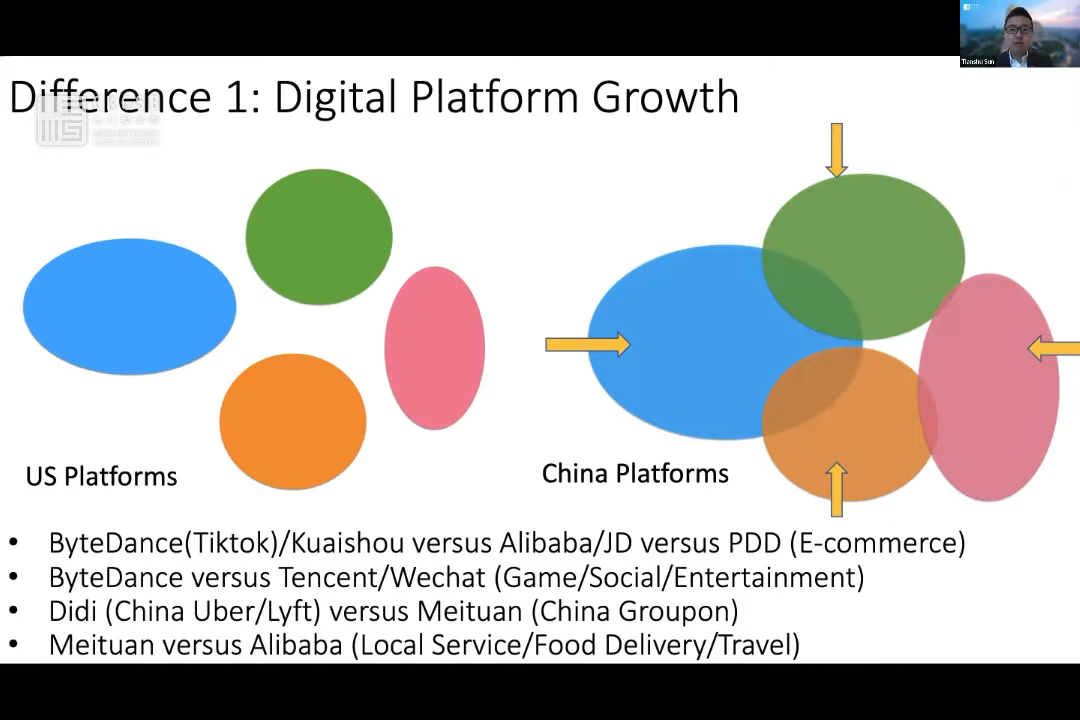 Tianshu Sun
Difference 1: Digital Platform Growth
US Platforms
China Platforms
• ByteDance(Tiktok)/Kuaishou versus Alibaba/JD versus PDD (E-commerce)
• ByteDance versus Tencent/Wechat (Game/Social/Entertainment)
• Didi (China Uber/Lyft) versus Meituan (China Groupon)
• Meituan versus Alibaba (Local Service/Food Delivery/Travel)